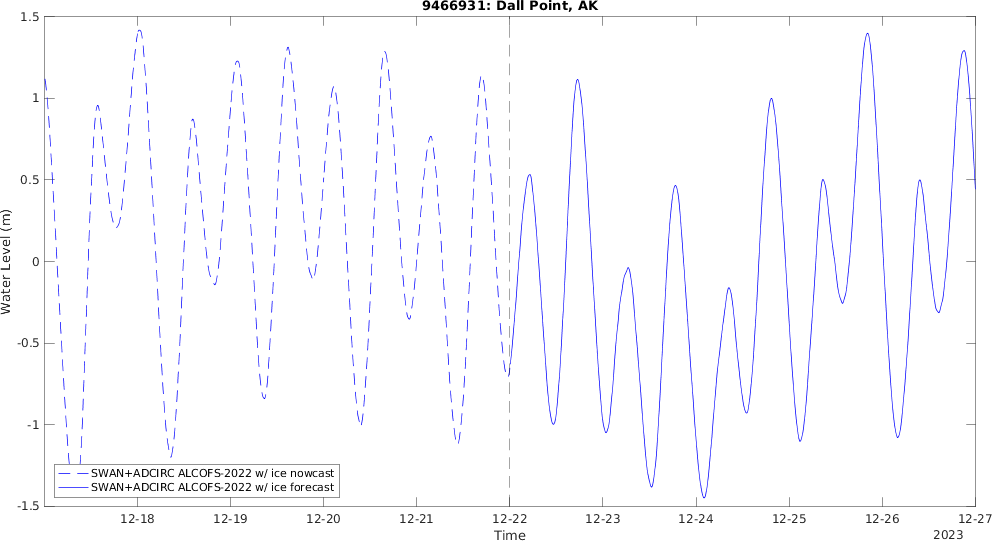 9466931: Dall Point, AK
1.5
1
0.5
0
-0.5
-1
-1.5
Water Level (m)
SWAN+ADCIRC ALCOFS-2022 w/ ice nowcast
SWAN+ADCIRC ALCOFS-2022 w/ ice forecast
12-18 12-19 12-20 12-21 12-22 12-23 12-24 12-25 12-26 12-27
Time
2023